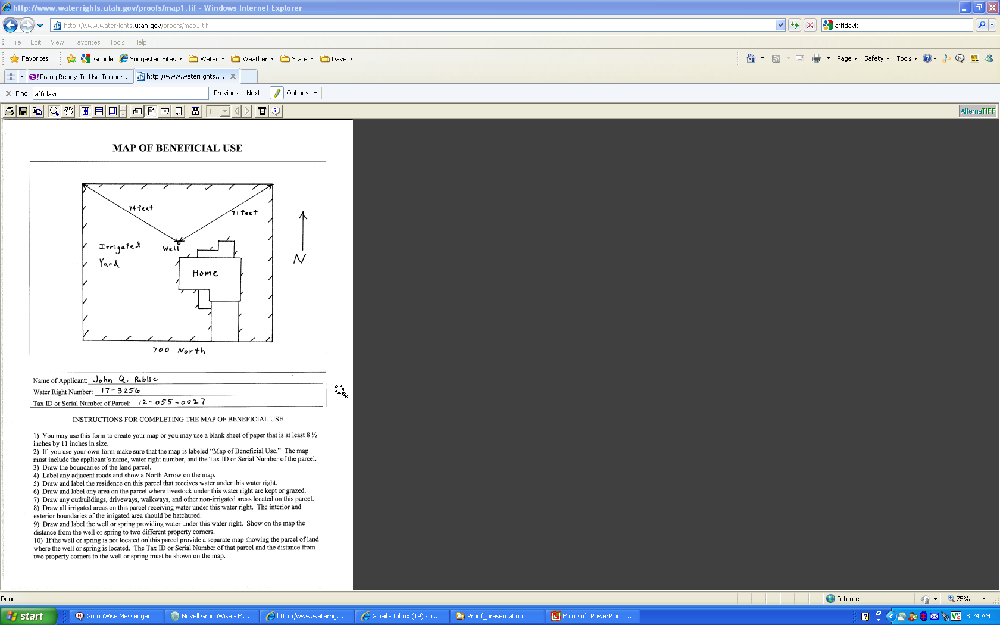 http://www.waterrights.utah.gov/proofs/map1.tif - Windows Internet Explorer
http://www.waterrights.utah.gov/proofs/map1.tif
affidavit
File Edit View Favorites Tools Help
Favorites iGoogle Suggested Sites Water Weather State Dave
Page Safety Tools
Prang Ready-To-Use Temper... http://www.waterrights....
Find: affidavit Previous Next Options
1
AlternaTIFF
MAP OF BENEFICIAL USE
74 feet
71 feet
Irrigated
Yard
Well
Home
N
700 North
Name of Applicant: John Q. Public
Water Right Number: 17-3256
Tax ID or Serial Number of Parcel: 12-055-0027
INSTRUCTIONS FOR COMPLETING THE MAP OF BENEFICIAL USE
1) You may use this form to create your map or you may use a blank sheet of paper that is at least 8 ½
inches by 11 inches in size.
2) If you use your own form make sure that the map is labeled “Map of Beneficial Use.” The map
must include the applicant’s name, water right number, and the Tax ID or Serial Number of the parcel.
3) Draw the boundaries of the land parcel.
4) Label any adjacent roads and show a North Arrow on the map.
5) Draw and label the residence on this parcel that receives water under this water right.
6) Draw and label any area on the parcel where livestock under this water right are kept or grazed.
7) Draw any outbuildings, driveways, walkways, and other non-irrigated areas located on this parcel.
8) Draw all irrigated areas on this parcel receiving water under this water right. The interior and
exterior boundaries of the irrigated area should be hatchured.
9) Draw and label the well or spring providing water under this water right. Show on the map the
distance from the well or spring to two different property corners.
10) If the well or spring is not located on this parcel provide a separate map showing the parcel of land
where the well or spring is located. The Tax ID or Serial Number of that parcel and the distance from
two property corners to the well or spring must be shown on the map.
Done Internet 75%
start GroupWise Messenger Novell GroupWise - M... http://www.waterrig... Gmail - Inbox (19) - ir... Proof_presentation Microsoft PowerPoint ... 8:24 AM